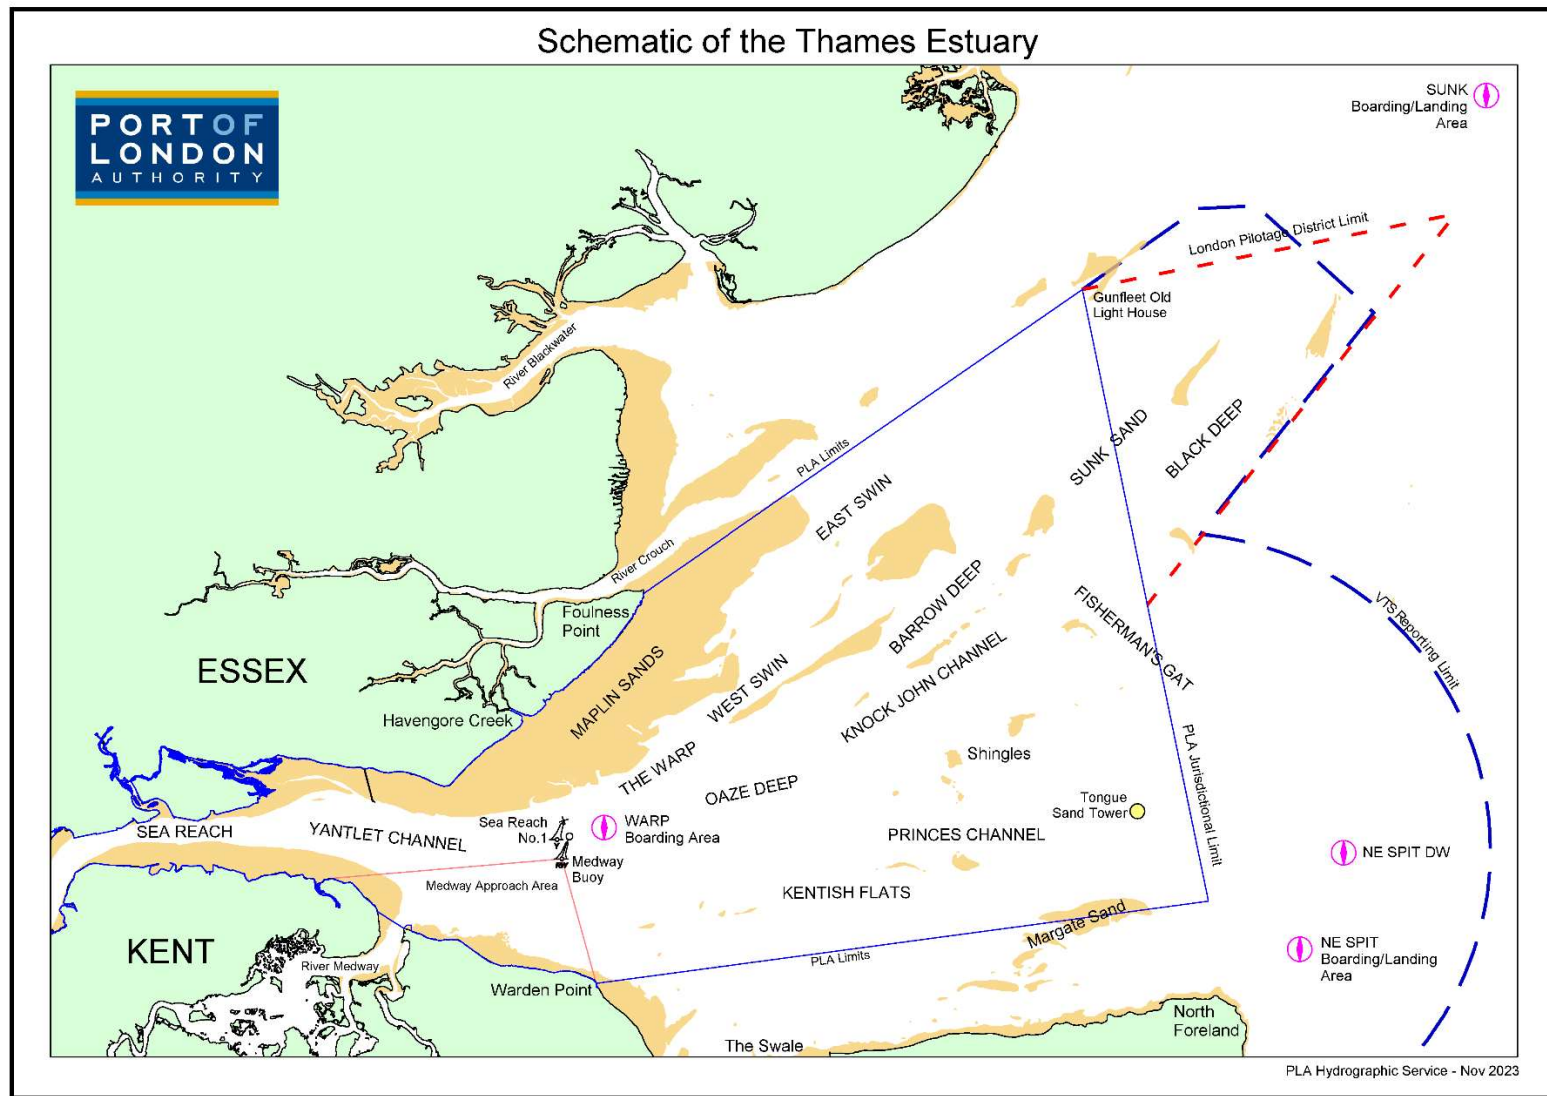 Schematic of the Thames Estuary
PORT OF
LONDON
AUTHORITY
SUNK
Boarding/Landing
Area
London Pilotage District Limit
Gunfleet Old
Light House
River Blackwater
PLA Limits
SUNK SAND
BLACK DEEP
EAST SWIN
River Crouch
BARROW DEEP
FISHERMAN'S GAT
VTS Reporting Limit
Foulness
Point
ESSEX
MAPLIN SANDS
WEST SWIN
KNOCK JOHN CHANNEL
Havengore Creek
THE WARP
Shingles
PLA Jurisdictional Limit
OAZE DEEP
Tongue
Sand Tower
SEA REACH
YANTLET CHANNEL
Sea Reach
No.1
WARP
Boarding Area
PRINCES CHANNEL
NE SPIT DW
Medway
Buoy
Medway Approach Area
KENTISH FLATS
Margate Sand
KENT
River Medway
PLA Limits
NE SPIT
Boarding/Landing
Area
Warden Point
North
Foreland
The Swale
PLA Hydrographic Service - Nov 2023